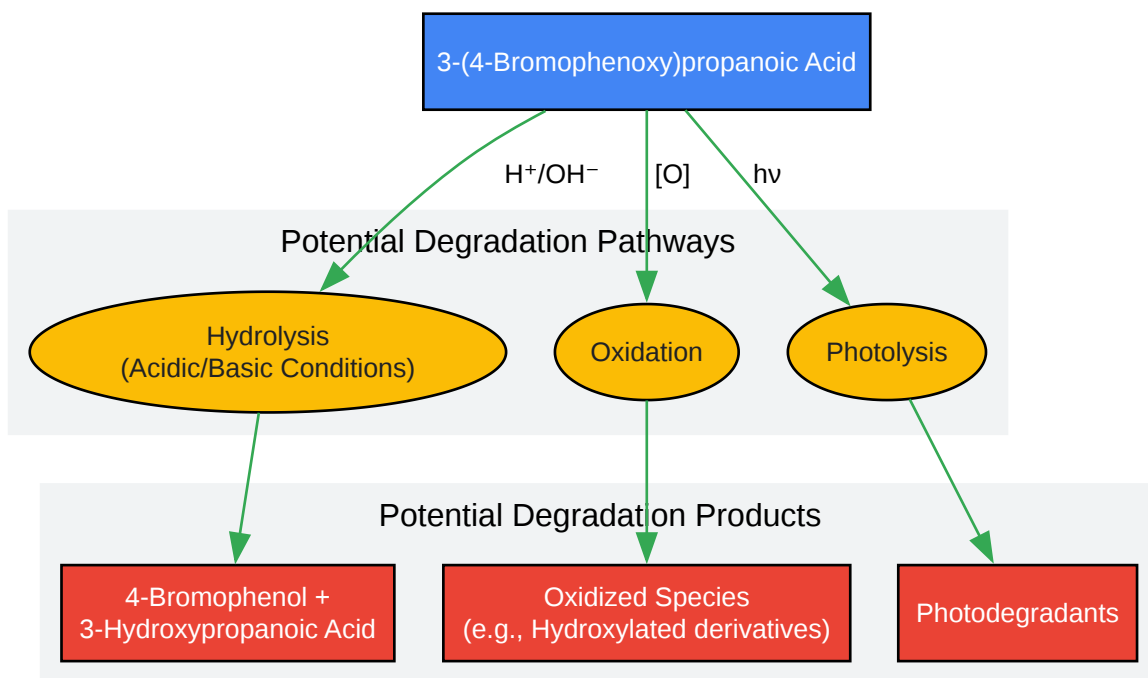 3-(4-Bromophenoxy)propanoic Acid
H⁺/OH⁻
[O]
hν
Potential Degradation Pathways
Hydrolysis
(Acidic/Basic Conditions)
Oxidation
Photolysis
Potential Degradation Products
4-Bromophenol +
3-Hydroxypropanoic Acid
Oxidized Species
(e.g., Hydroxylated derivatives)
Photodegradants